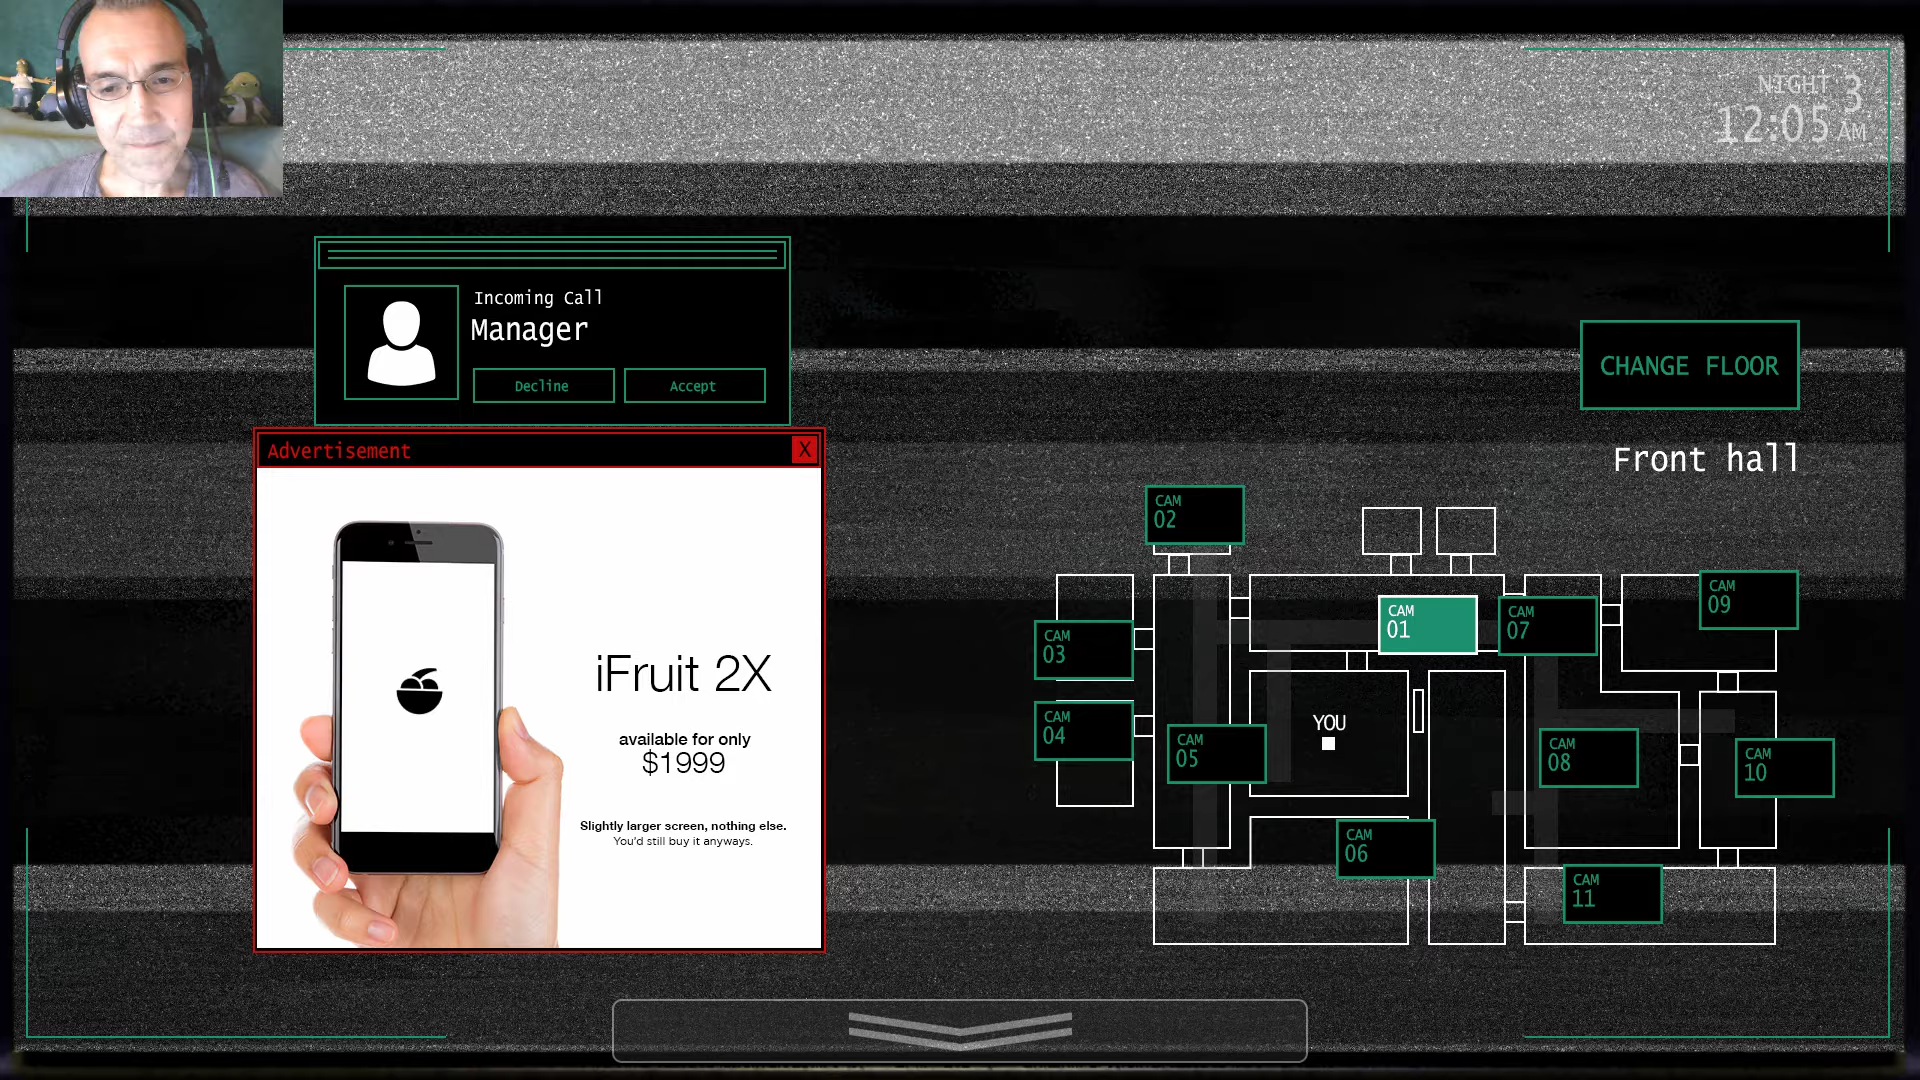 NIGHT 3
12:05 AM
Incoming Call
Manager
Decline
Accept
CHANGE FLOOR
Advertisement
X
Front hall
iFruit 2X
available for only
$1999
Slightly larger screen, nothing else.
You'd still buy it anyways.
CAM
02
CAM
09
CAM
01
CAM
07
CAM
03
CAM
04
YOU
CAM
05
CAM
08
CAM
10
CAM
06
CAM
11